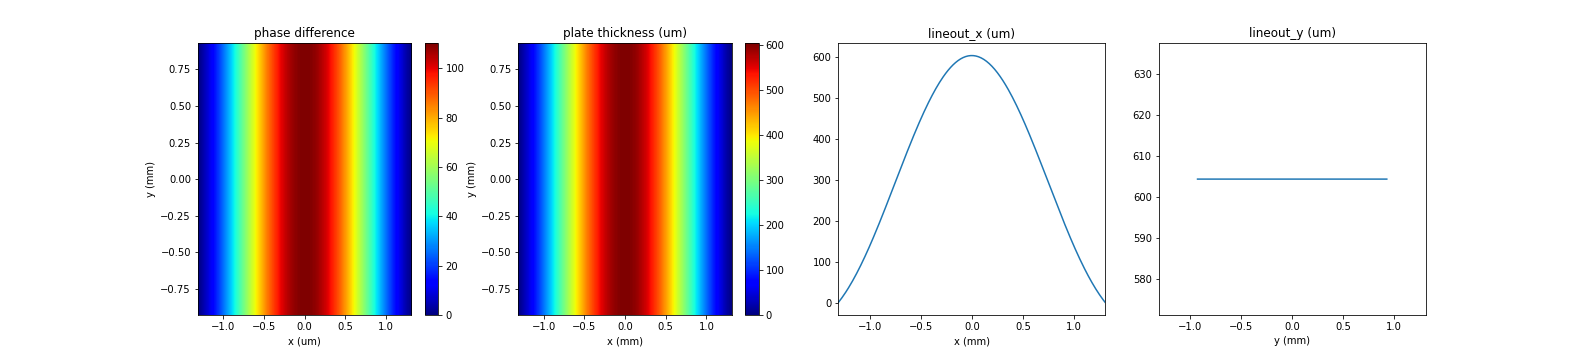 phase difference
y (mm)
0.75
0.50
0.25
0.00
−0.25
−0.50
−0.75
−1.0 −0.5 0.0 0.5 1.0
x (um)
100
80
60
40
20
0
plate thickness (um)
y (mm)
0.75
0.50
0.25
0.00
−0.25
−0.50
−0.75
−1.0 −0.5 0.0 0.5 1.0
x (mm)
600
500
400
300
200
100
0
lineout_x (um)
600
500
400
300
200
100
0
−1.0 −0.5 0.0 0.5 1.0
x (mm)
lineout_y (um)
630
620
610
600
590
580
−1.0 −0.5 0.0 0.5 1.0
y (mm)